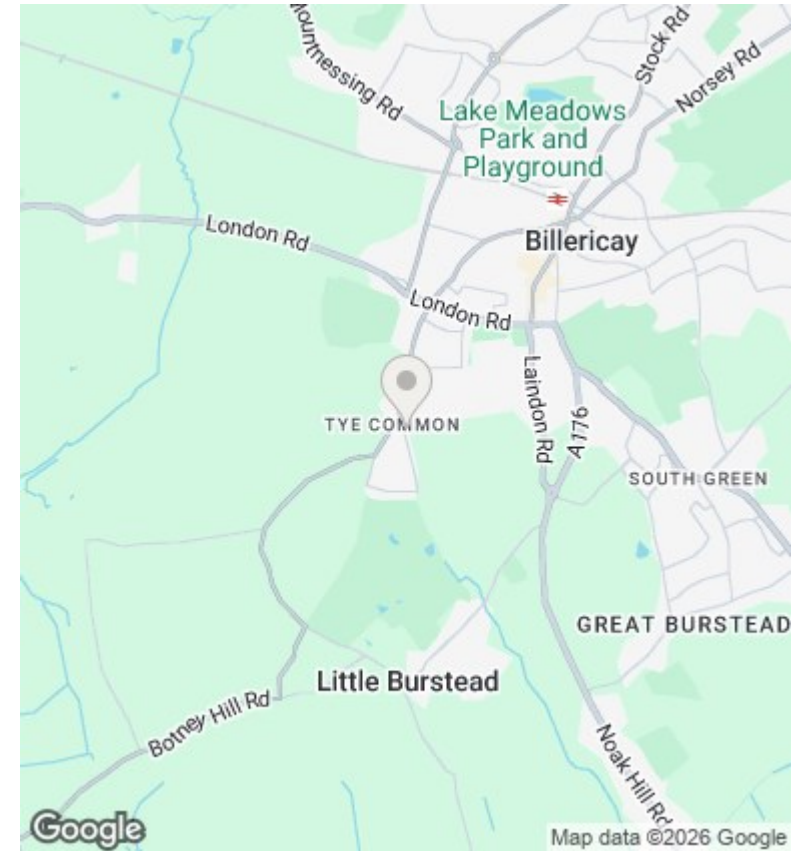 Mountnessing Rd
Stock Rd
Norsey Rd
Lake Meadows
Park and
Playground
London Rd
Billericay
London Rd
Laindon Rd
A176
TYE COMMON
SOUTH GREEN
GREAT BURSTEAD
Little Burstead
Botney Hill Rd
Noak Hill Rd
Google
Map data ©2026 Google